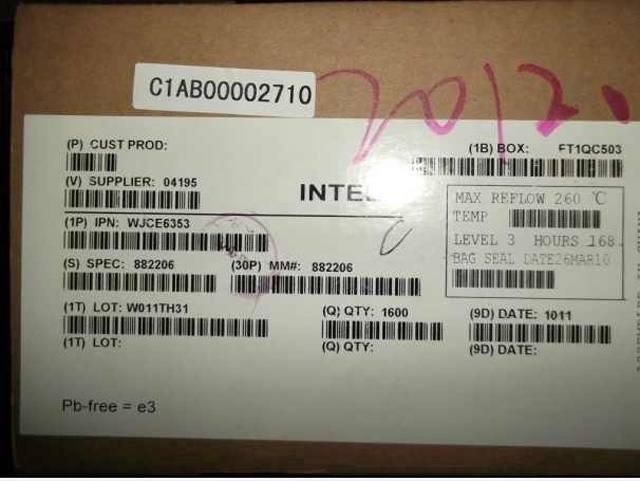 C1AB00002710
2012.
(P) CUST PROD:
(1B) BOX: FT1QC503
(V) SUPPLIER: 04195
INTEL
MAX REFLOW 260 ℃
TEMP
(1P) IPN: WJCE6353
LEVEL 3 HOURS 168
BAG SEAL DATE26MAR10
(S) SPEC: 882206
(30P) MM#: 882206
(1T) LOT: W011TH31
(Q) QTY: 1600
(9D) DATE: 1011
(1T) LOT:
(Q) QTY:
(9D) DATE:
Pb-free = e3